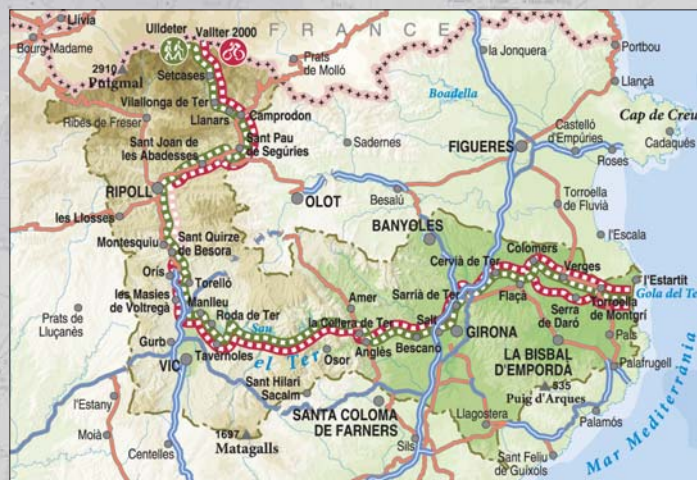 Llívia
Bourg-Madame
Ulldeter
Vallter 2000
FRANCE
Prats
de Molló
la Jonquera
Portbou
Llançà
2910
Puigmal
Setcases
Vilallonga de Ter
Ribes de Freser
Llanars
Camprodon
Boadella
Cap de Creu
Cadaqués
Sant Joan de
les Abadesses
Sant Pau
de Segúries
Sadernes
FIGUERES
Castelló
d'Empúries
Roses
RIPOLL
OLOT
Besalú
Torroella
de Fluvià
les Llosses
BANYOLES
l'Escala
Montesquiu
Sant Quirze
de Besora
Orís
Torelló
les Masies
de Voltregà
Manlleu
Roda de Ter
Sau
Prats de
Lluçanès
Gurb
VIC
Tavèrnoles
el Ter
Osor
Amer
la Cellera de Ter
Anglès
Bescanó
Salt
Sarrià de Ter
Cervià de Ter
GIRONA
Colomers
Verges
Flaçà
Serra
de Daró
l'Estartit
Gola del Te
Torroella
de Montgrí
Pals
Palafrugell
LA BISBAL
D'EMPORDÀ
535
Puig d'Arques
Sant Hilari
Sacalm
SANTA COLOMA
DE FARNERS
l'Estany
Moià
1697
Matagalls
Centelles
Sils
Llagostera
Palamós
Sant Feliu
de Guíxols
Mar Mediterrània